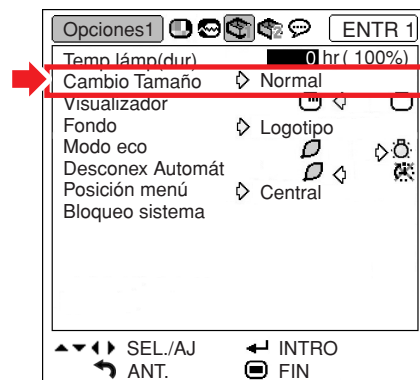 Opciones1 ENTR 1
Temp lámp(dur) 0 hr ( 100%)
Cambio Tamaño Normal
Visualizador
Fondo Logotipo
Modo eco
Desconex Automát
Posición menú Central
Bloqueo sistema
SEL./AJ INTRO
ANT. FIN